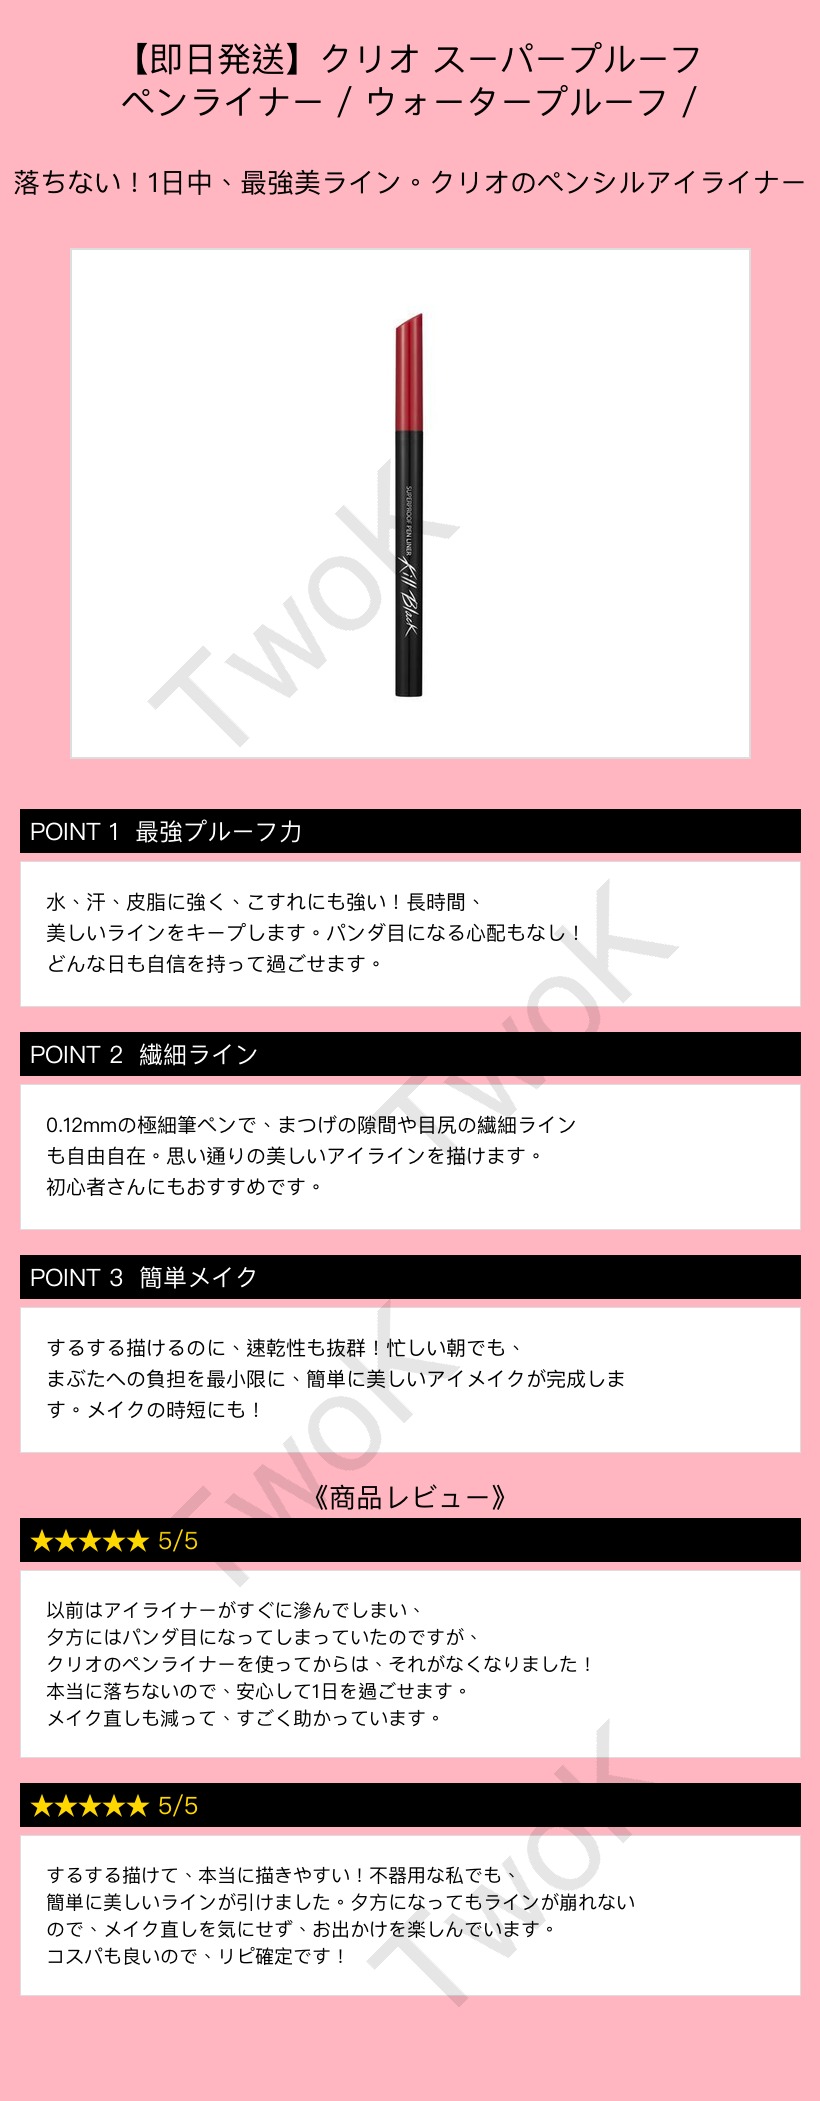 【即日発送】クリオ スーパープルーフ
ペンライナー / ウォータープルーフ /
落ちない！1日中、最強美ライン。クリオのペンシルアイライナー
SUPERPROOF PEN LINER
Kill Black
TwoK
POINT 1 最強プルーフ力
水、汗、皮脂に強く、こすれにも強い！長時間、
美しいラインをキープします。パンダ目になる心配もなし！
どんな日も自信を持って過ごせます。
TwoK
POINT 2 繊細ライン
0.12mmの極細筆ペンで、まつげの隙間や目尻の繊細ライン
も自由自在。思い通りの美しいアイラインを描けます。
初心者さんにもおすすめです。
POINT 3 簡単メイク
するする描けるのに、速乾性も抜群！忙しい朝でも、
まぶたへの負担を最小限に、簡単に美しいアイメイクが完成しま
す。メイクの時短にも！
TwoK
《商品レビュー》
★★★★★ 5/5
以前はアイライナーがすぐに滲んでしまい、
夕方にはパンダ目になってしまっていたのですが、
クリオのペンライナーを使ってからは、それがなくなりました！
本当に落ちないので、安心して1日を過ごせます。
メイク直しも減って、すごく助かっています。
★★★★★ 5/5
するする描けて、本当に描きやすい！不器用な私でも、
簡単に美しいラインが引けました。夕方になってもラインが崩れない
ので、メイク直しを気にせず、お出かけを楽しんでいます。
コスパも良いので、リピ確定です！
TwoK